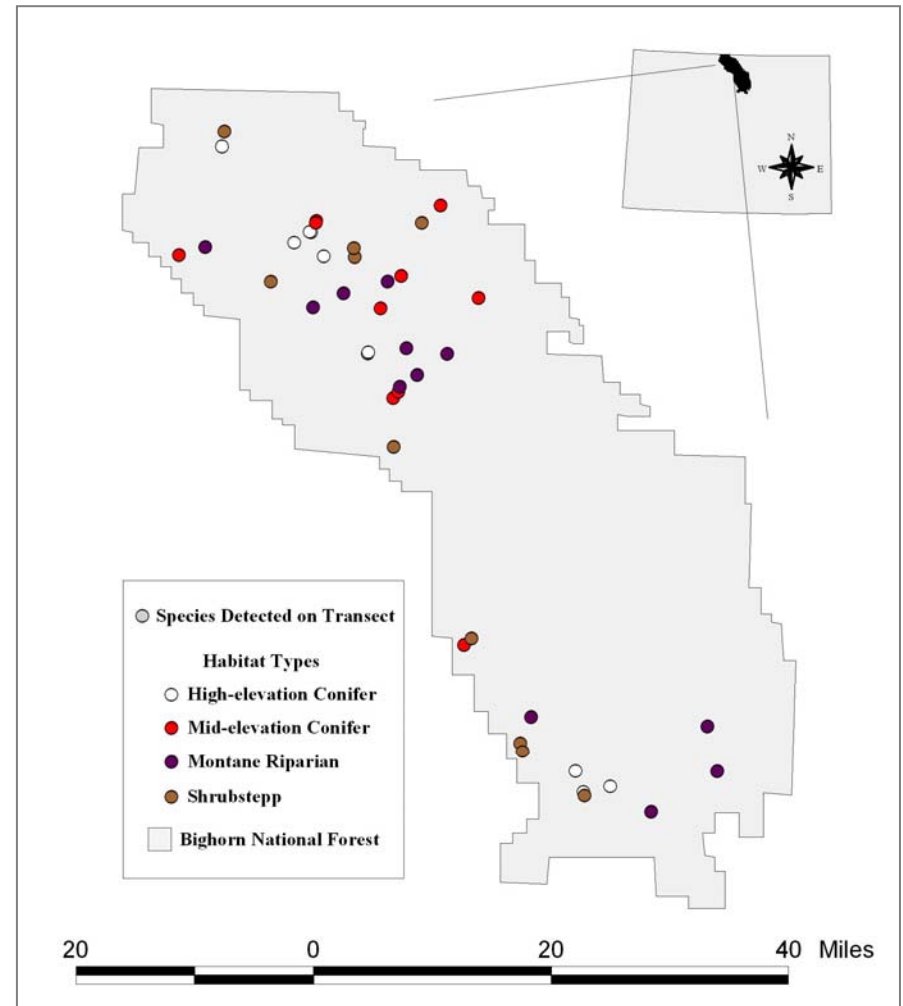 N
W E
S
Species Detected on Transect
Habitat Types
High-elevation Conifer
Mid-elevation Conifer
Montane Riparian
Shrubstepp
Bighorn National Forest
20 0 20 40 Miles